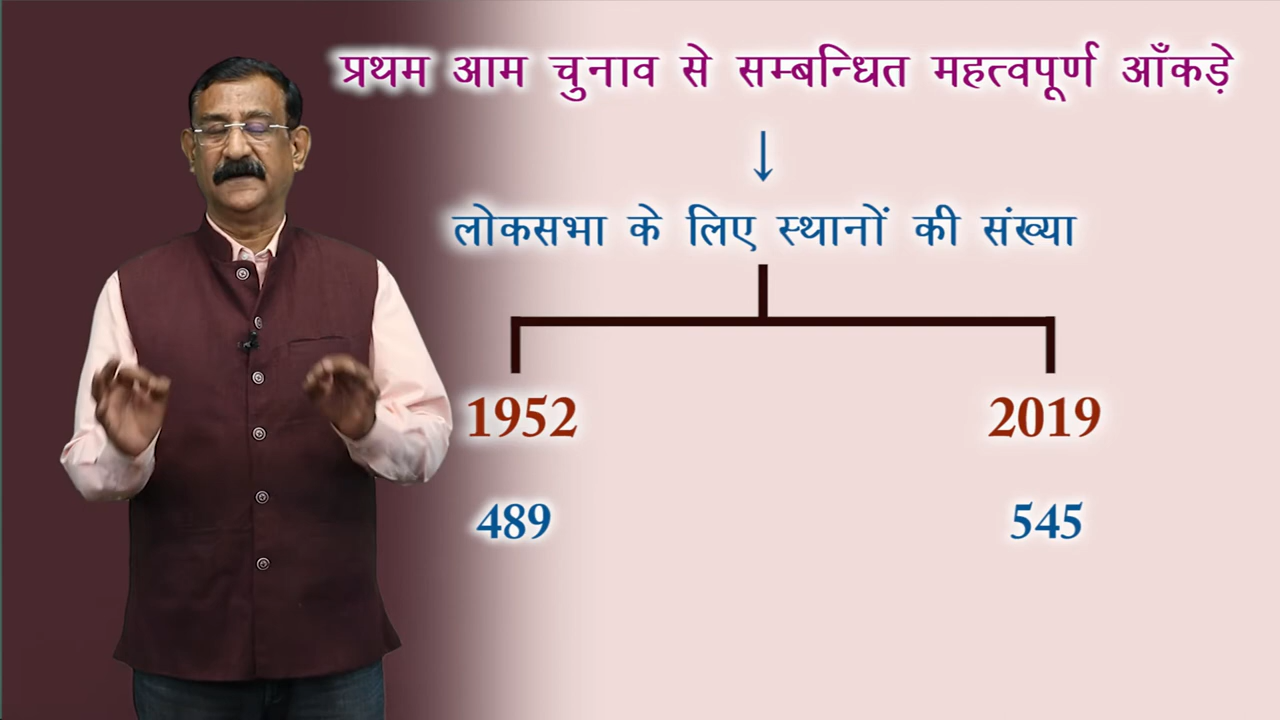 प्रथम आम चुनाव से सम्बन्धित महत्वपूर्ण आँकड़े
↓
लोकसभा के लिए स्थानों की संख्या
1952 2019
489 545